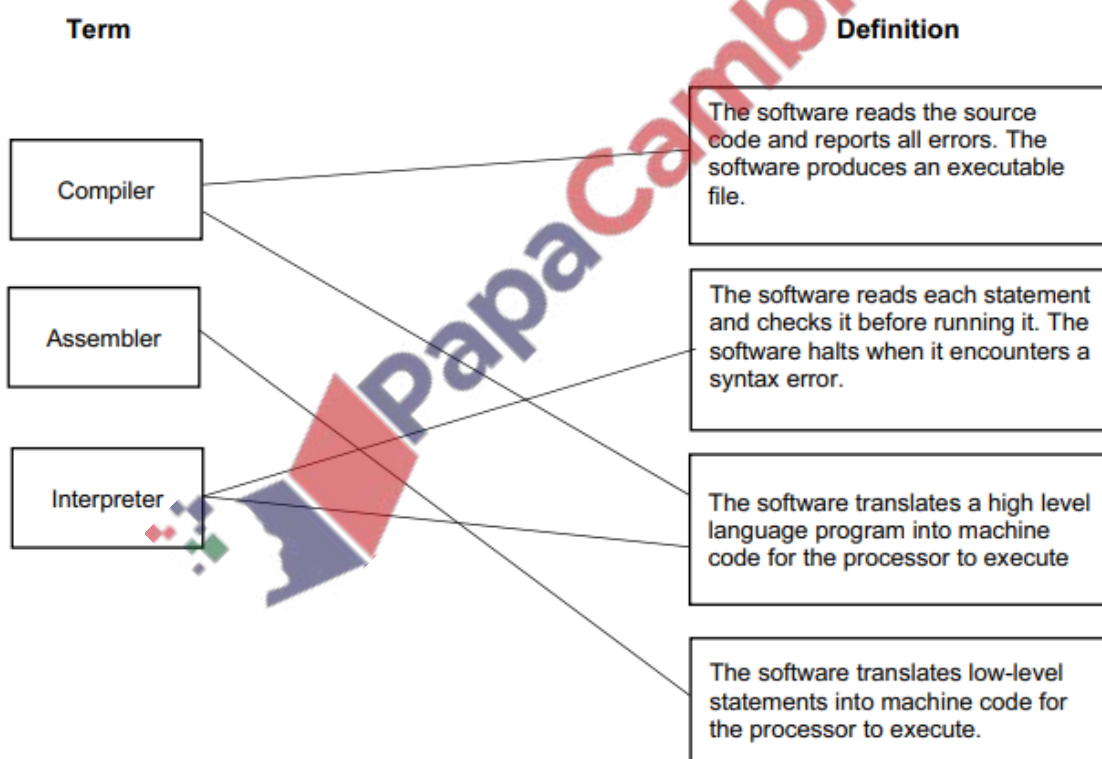 Term
Definition
Compiler
Assembler
Interpreter
The software reads the source
code and reports all errors. The
software produces an executable
file.
The software reads each statement
and checks it before running it. The
software halts when it encounters a
syntax error.
The software translates a high level
language program into machine
code for the processor to execute
The software translates low-level
statements into machine code for
the processor to execute.
PapaCamb